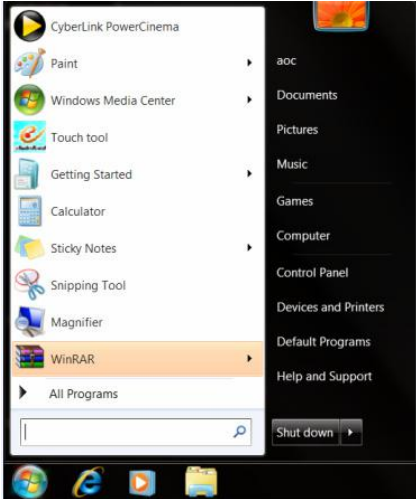 CyberLink PowerCinema
Paint
Windows Media Center
Touch tool
Getting Started
Calculator
Sticky Notes
Snipping Tool
Magnifier
WinRAR
All Programs
aoc
Documents
Pictures
Music
Games
Computer
Control Panel
Devices and Printers
Default Programs
Help and Support
Shut down